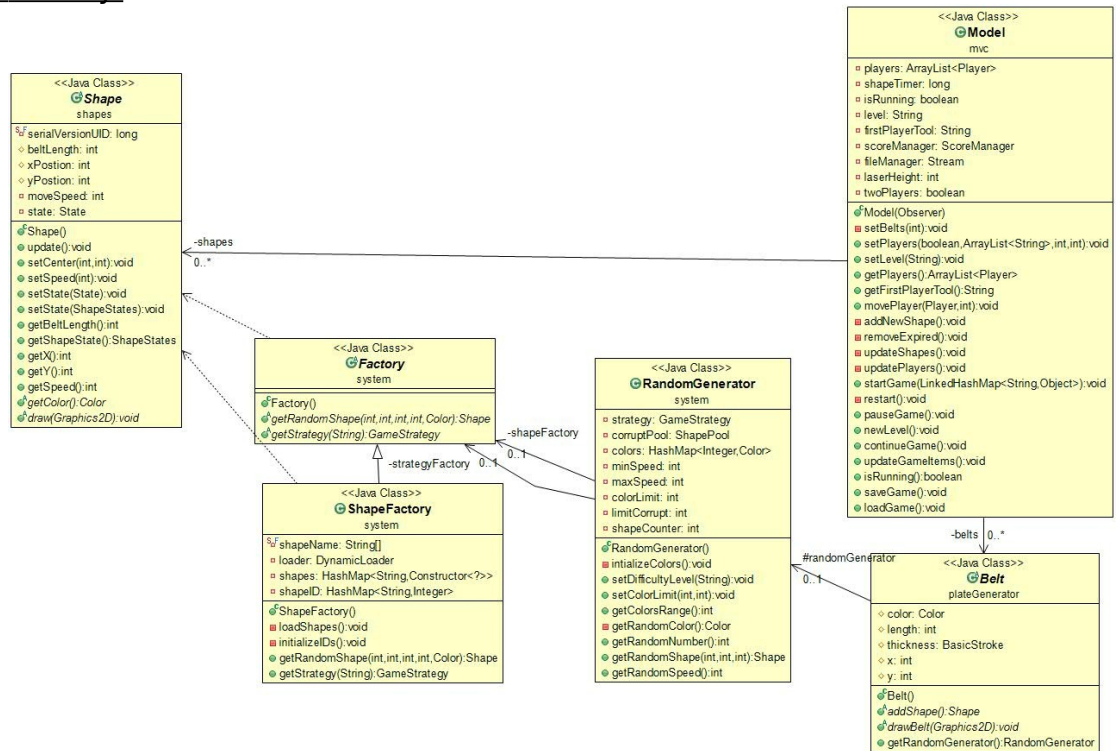 <<Java Class>>
Shape
shapes
serialVersionUID: long
beltLength: int
xPostion: int
yPostion: int
moveSpeed: int
state: State
Shape()
update():void
setCenter(int,int):void
setSpeed(int):void
setState(State):void
setState(ShapeStates):void
getBeltLength():int
getShapeState():ShapeStates
getX():int
getY():int
getSpeed():int
getColor():Color
draw(Graphics2D):void
-shapes
0..*
<<Java Class>>
Factory
system
Factory()
getRandomShape(int,int,int,int,Color):Shape
getStrategy(String):GameStrategy
-shapeFactory
0..1
-strategyFactory
0..1
<<Java Class>>
ShapeFactory
system
shapeName: String[]
loader: DynamicLoader
shapes: HashMap<String,Constructor<?>>
shapeID: HashMap<String,Integer>
ShapeFactory()
loadShapes():void
initializeIDs():void
getRandomShape(int,int,int,int,Color):Shape
getStrategy(String):GameStrategy
<<Java Class>>
RandomGenerator
system
strategy: GameStrategy
corruptPool: ShapePool
colors: HashMap<Integer,Color>
minSpeed: int
maxSpeed: int
colorLimit: int
limitCorrupt: int
shapeCounter: int
RandomGenerator()
intializeColors():void
setDifficultyLevel(String):void
setColorLimit(int,int):void
getColorsRange():int
getRandomColor():Color
getRandomNumber():int
getRandomShape(int,int,int):Shape
getRandomSpeed():int
<<Java Class>>
Model
mvc
players: ArrayList<Player>
shapeTimer: long
isRunning: boolean
level: String
firstPlayerTool: String
scoreManager: ScoreManager
fileManager: Stream
laserHeight: int
twoPlayers: boolean
Model(Observer)
setBelts(int):void
setPlayers(boolean,ArrayList<String>,int,int):void
setLevel(String):void
getPlayers():ArrayList<Player>
getFirstPlayerTool():String
movePlayer(Player,int):void
addNewShape():void
removeExpired():void
updateShapes():void
updatePlayers():void
startGame(LinkedHashMap<String,Object>):void
restart():void
pauseGame():void
newLevel():void
continueGame():void
updateGameItems():void
isRunning():boolean
saveGame():void
loadGame():void
-belts 0..*
#randomGenerator
0..1
<<Java Class>>
Belt
plateGenerator
color: Color
length: int
thickness: BasicStroke
x: int
y: int
Belt()
addShape():Shape
drawBelt(Graphics2D):void
getRandomGenerator():RandomGenerator